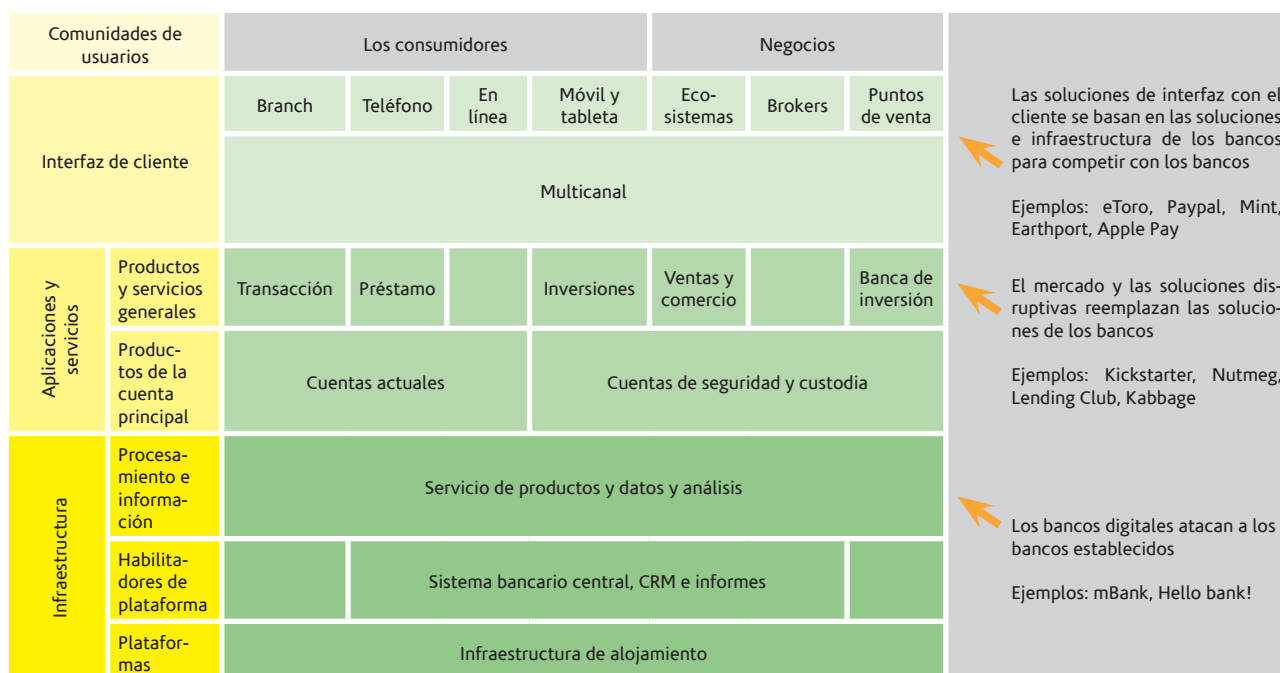 Comunidades de
usuarios
Los consumidores
Negocios
Interfaz de cliente
Branch
Teléfono
En
línea
Móvil y
tableta
Eco-
sistemas
Brokers
Puntos
de venta
Multicanal
Las soluciones de interfaz con el
cliente se basan en las soluciones
e infraestructura de los bancos
para competir con los bancos
Ejemplos: eToro, Paypal, Mint,
Earthport, Apple Pay
Aplicaciones y
servicios
Productos
y servicios
generales
Transacción
Préstamo
Inversiones
Ventas y
comercio
Banca de
inversión
El mercado y las soluciones dis-
ruptivas reemplazan las solucio-
nes de los bancos
Ejemplos: Kickstarter, Nutmeg,
Lending Club, Kabbage
Produc-
tos de la
cuenta
principal
Cuentas actuales
Cuentas de seguridad y custodia
Infraestructura
Procesa-
miento e
informa-
ción
Servicio de productos y datos y análisis
Los bancos digitales atacan a los
bancos establecidos
Ejemplos: mBank, Hello bank!
Habilita-
dores de
plataforma
Sistema bancario central, CRM e informes
Platafor-
mas
Infraestructura de alojamiento